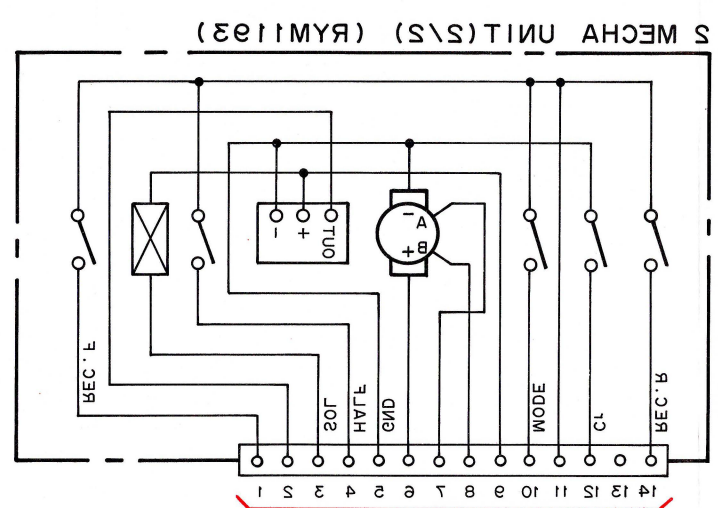 2 MECHA UNIT(2/2) (RYM1193)
- + OUT
- A
+ B
REC.F
SOL
HALF
GND
MODE
Cr
REC.R
1 2 3 4 5 6 7 8 9 10 11 12 13 14